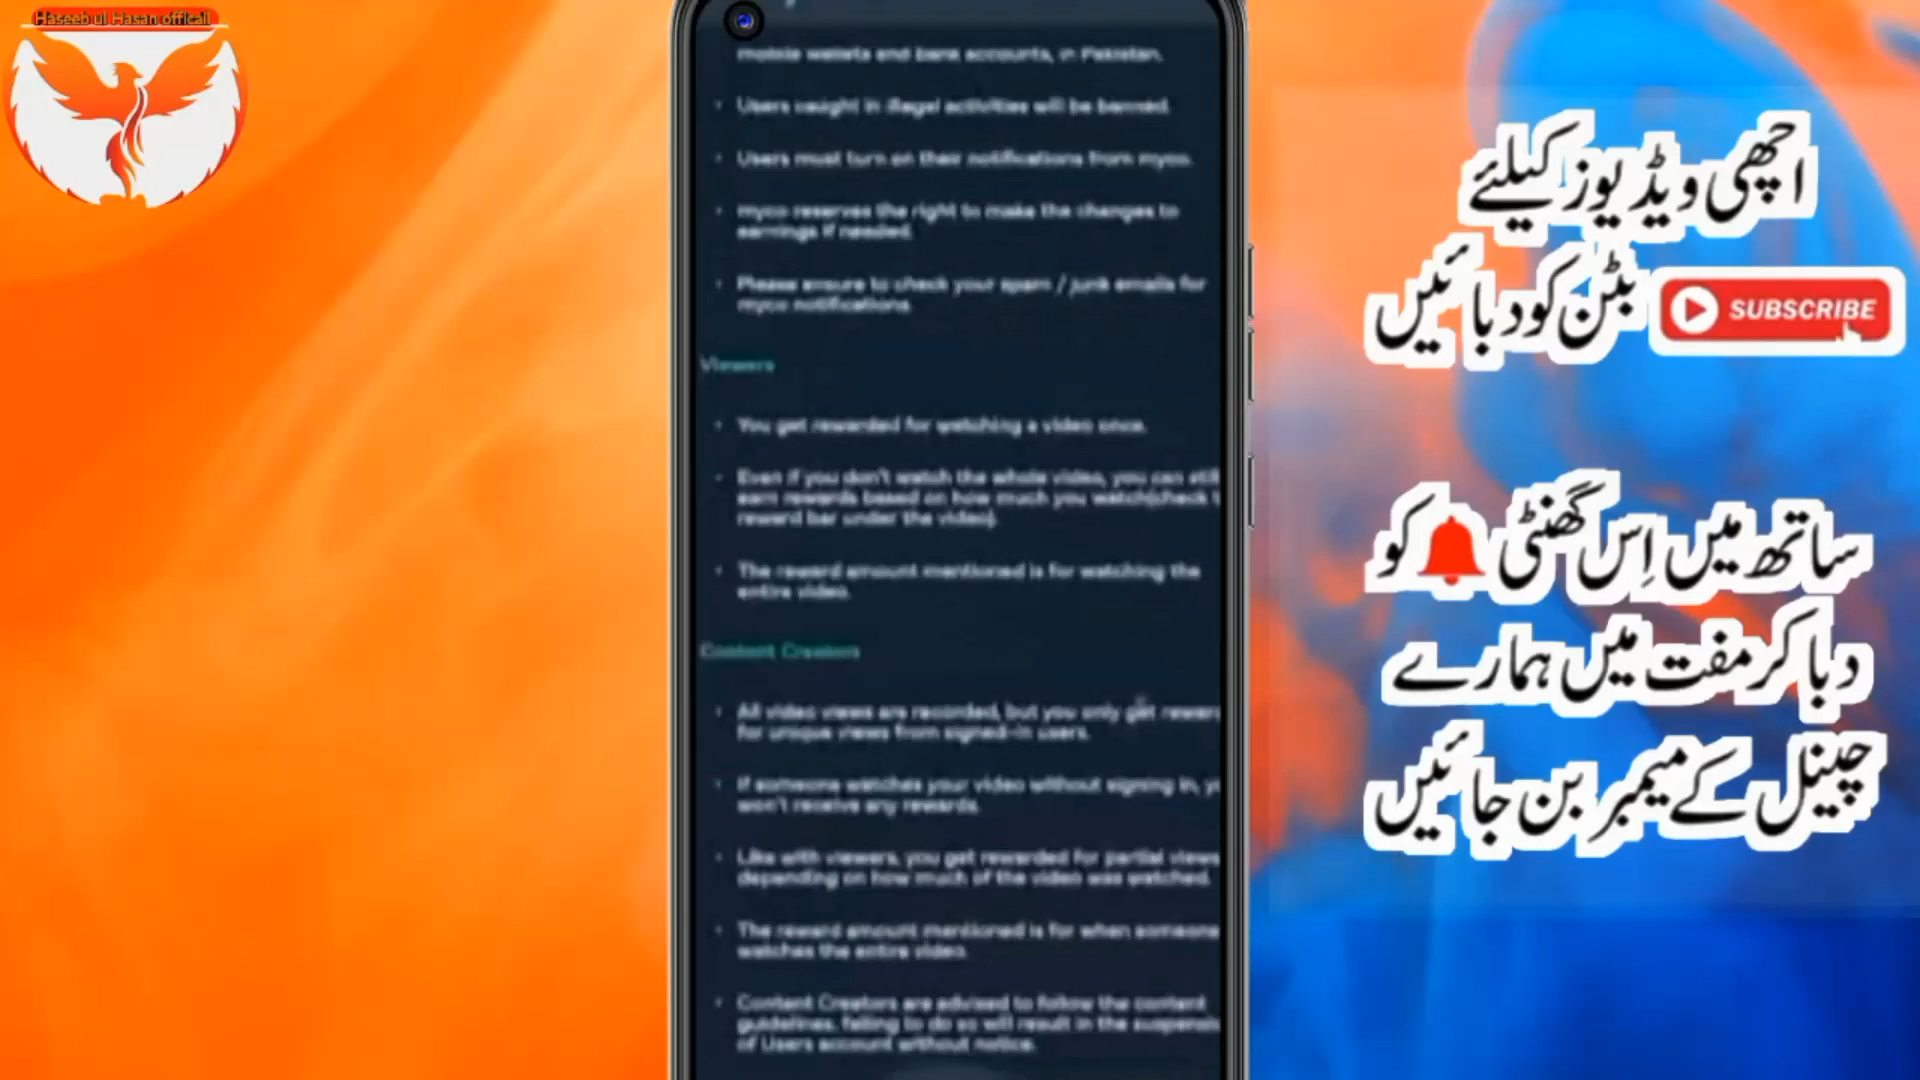 Haseeb ul Hasan officail
mobile wallets and bank accounts, in Pakistan.
Users caught in illegal activities will be banned.
Users must turn on their notifications from myco.
myco reserves the right to make the changes to
earnings if needed.
Please ensure to check your spam / junk emails for
myco notifications.
Viewers
You get rewarded for watching a video once.
Even if you don't watch the whole video, you can still
earn rewards based on how much you watch(check t
reward bar under the video).
The reward amount mentioned is for watching the
entire video.
Content Creators
All video views are recorded, but you only get rewar
for unique views from signed-in users.
If someone watches your video without signing in, y
won't receive any rewards.
Like with viewers, you get rewarded for partial views
depending on how much of the video was watched.
The reward amount mentioned is for when someone
watches the entire video.
Content Creators are advised to follow the content
guidelines, failing to do so will result in the suspensi
of Users account without notice.
اچھی ویڈیوز کیلئے
SUBSCRIBE بٹن کو دبائیں
ساتھ میں اِس گھنٹی کو
دبا کر مفت میں ہمارے
چینل کے میمبر بن جائیں